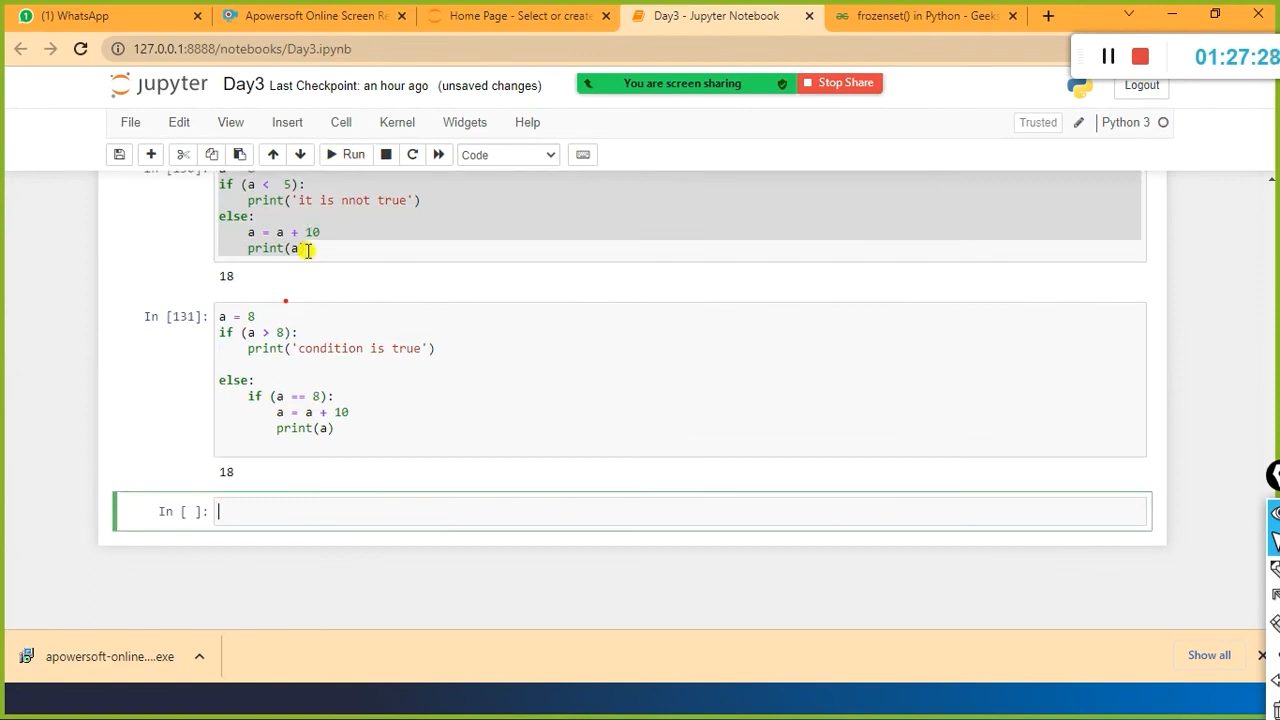 (1) WhatsApp
Apowersoft Online Screen Re
Home Page - Select or create
Day3 - Jupyter Notebook
frozenset() in Python - Geeks
127.0.0.1:8888/notebooks/Day3.ipynb
01:27:28
jupyter
Day3 Last Checkpoint: an hour ago (unsaved changes)
You are screen sharing
Stop Share
Logout
File
Edit
View
Insert
Cell
Kernel
Widgets
Help
Trusted
Python 3
Run
Code
if (a < 5):
print('it is nnot true')
else:
a = a + 10
print(a
18
In [131]:
a = 8
if (a > 8):
print('condition is true')
else:
if (a == 8):
a = a + 10
print(a)
18
In [ ]:
apowersoft-online....exe
Show all